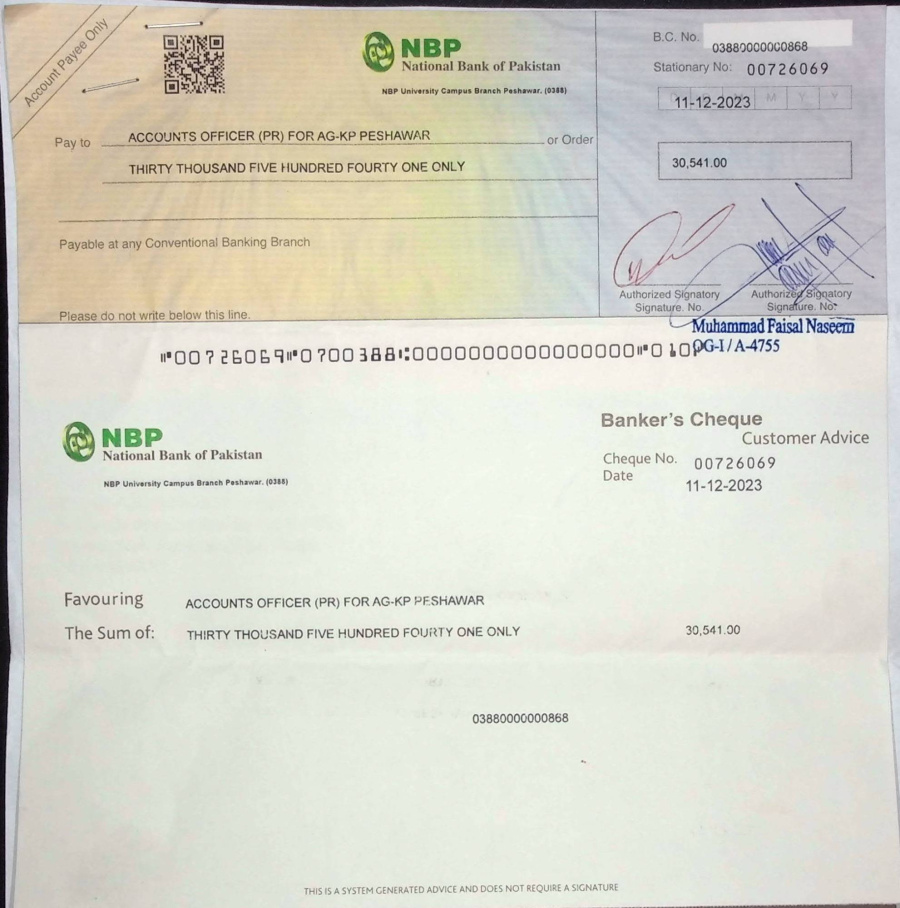 Account Payee Only
NBP
National Bank of Pakistan
NBP University Campus Branch Peshawar. (0388)
B.C. No. 03880000000868
Stationary No: 00726069
11-12-2023 M Y Y
Pay to ACCOUNTS OFFICER (PR) FOR AG-KP PESHAWAR or Order
THIRTY THOUSAND FIVE HUNDRED FOURTY ONE ONLY
30,541.00
Payable at any Conventional Banking Branch
Authorized Signatory
Signature. No.
Authorized Signatory
Signature. No.
Please do not write below this line.
Muhammad Faisal Naseem
OG-I / A-4755
⑈00726069⑈0700388⑆0000000000000000⑈010
NBP
National Bank of Pakistan
NBP University Campus Branch Peshawar. (0388)
Banker's Cheque
Customer Advice
Cheque No. 00726069
Date 11-12-2023
Favouring ACCOUNTS OFFICER (PR) FOR AG-KP PESHAWAR
The Sum of: THIRTY THOUSAND FIVE HUNDRED FOURTY ONE ONLY 30,541.00
03880000000868
THIS IS A SYSTEM GENERATED ADVICE AND DOES NOT REQUIRE A SIGNATURE